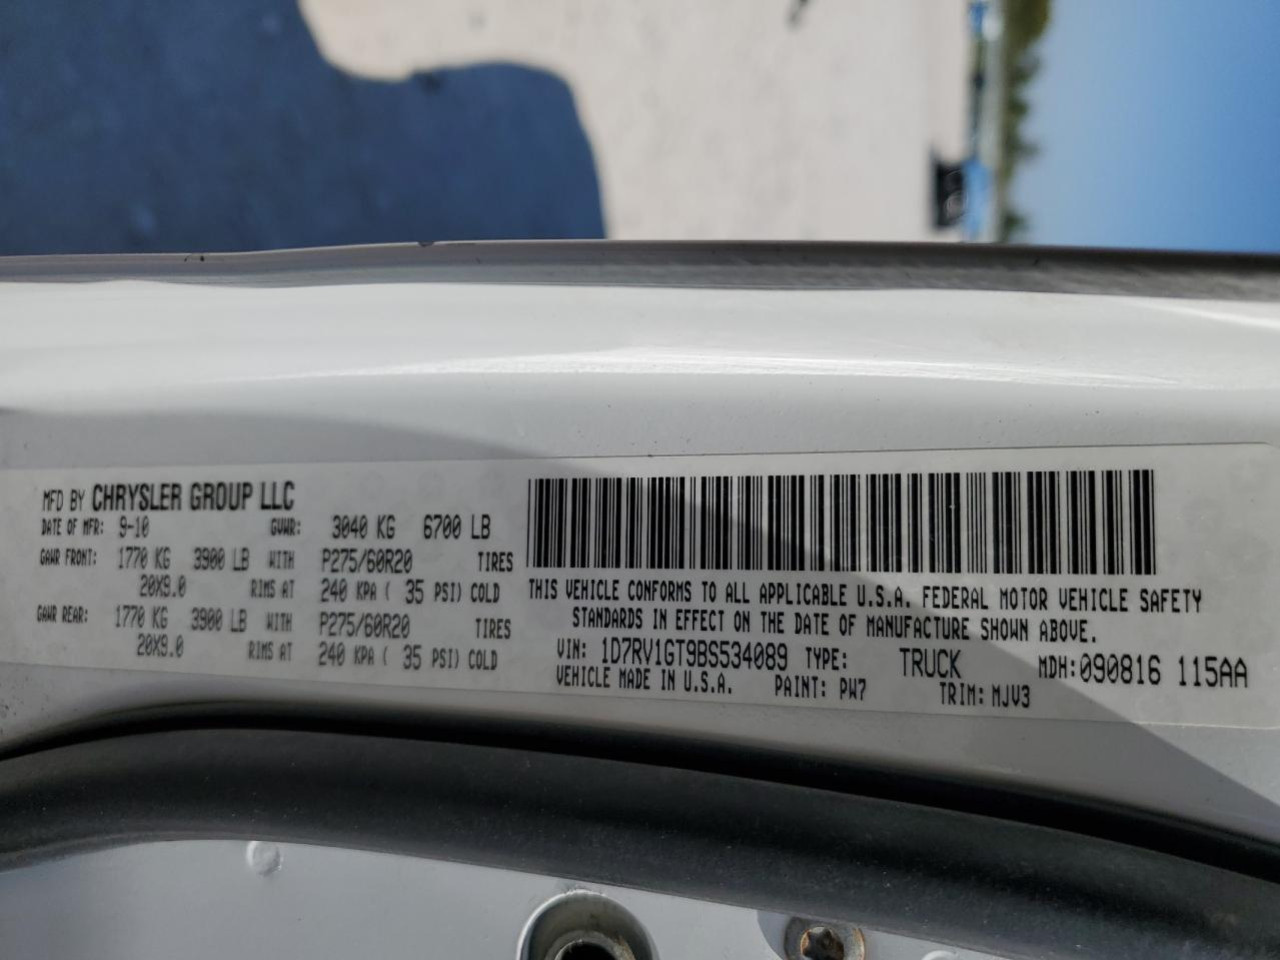 MFD BY CHRYSLER GROUP LLC
DATE OF MFR: 9-10 GVWR: 3040 KG 6700 LB
GAWR FRONT: 1770 KG 3900 LB WITH P275/60R20 TIRES
20X9.0 RIMS AT 240 KPA ( 35 PSI) COLD
GAWR REAR: 1770 KG 3900 LB WITH P275/60R20 TIRES
20X9.0 RIMS AT 240 KPA ( 35 PSI) COLD
THIS VEHICLE CONFORMS TO ALL APPLICABLE U.S.A. FEDERAL MOTOR VEHICLE SAFETY
STANDARDS IN EFFECT ON THE DATE OF MANUFACTURE SHOWN ABOVE.
VIN: 1D7RV1GT9BS534089 TYPE: TRUCK MDH:090816 115AA
VEHICLE MADE IN U.S.A. PAINT: PW7 TRIM: MJV3